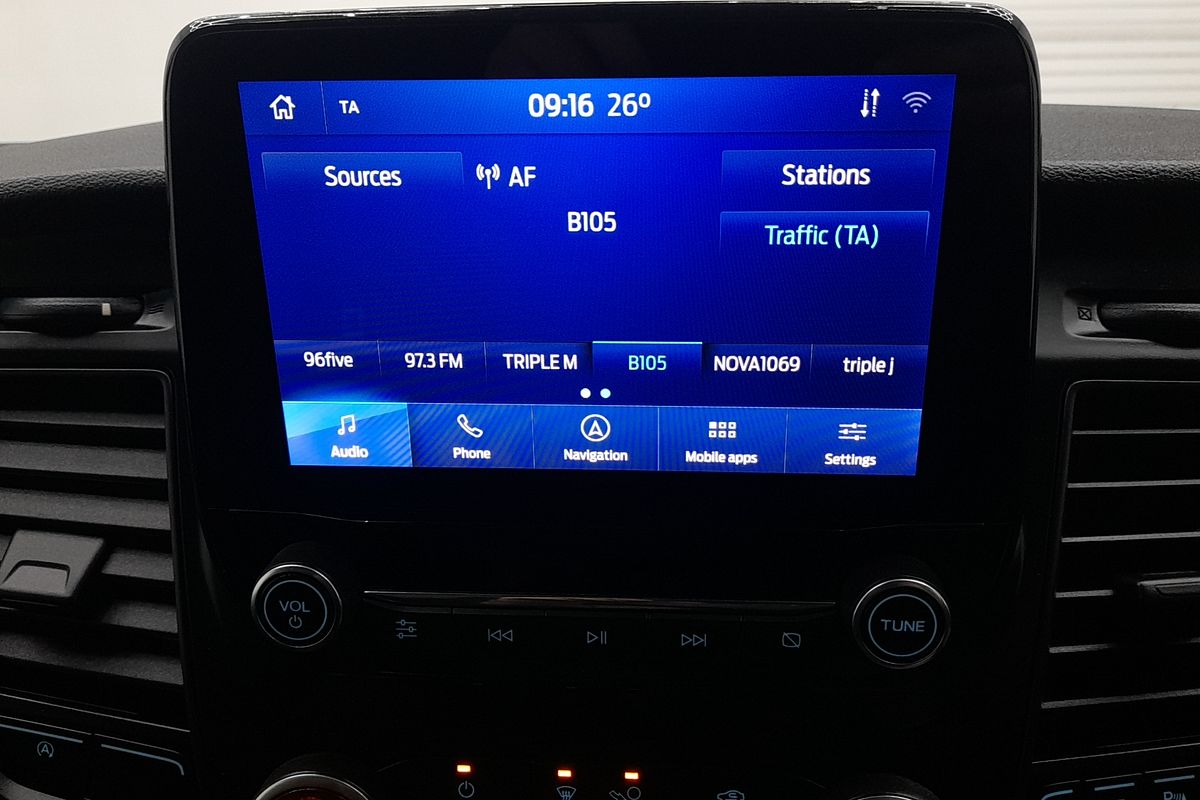 TA 09:16 26º
Sources AF Stations
B105
Traffic (TA)
96five 97.3 FM TRIPLE M B105 NOVA1069 triple j
Audio Phone Navigation Mobile apps Settings
VOL
TUNE
A